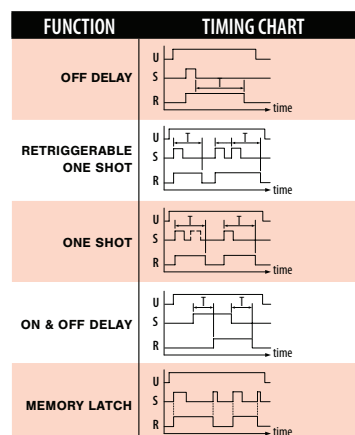 FUNCTION TIMING CHART
OFF DELAY
U
S T
R
time
RETRIGGERABLE
ONE SHOT
U T T
S
R
time
ONE SHOT
U T T
S
R
time
ON & OFF DELAY
U T T
S
R
time
MEMORY LATCH
U
S
R
time